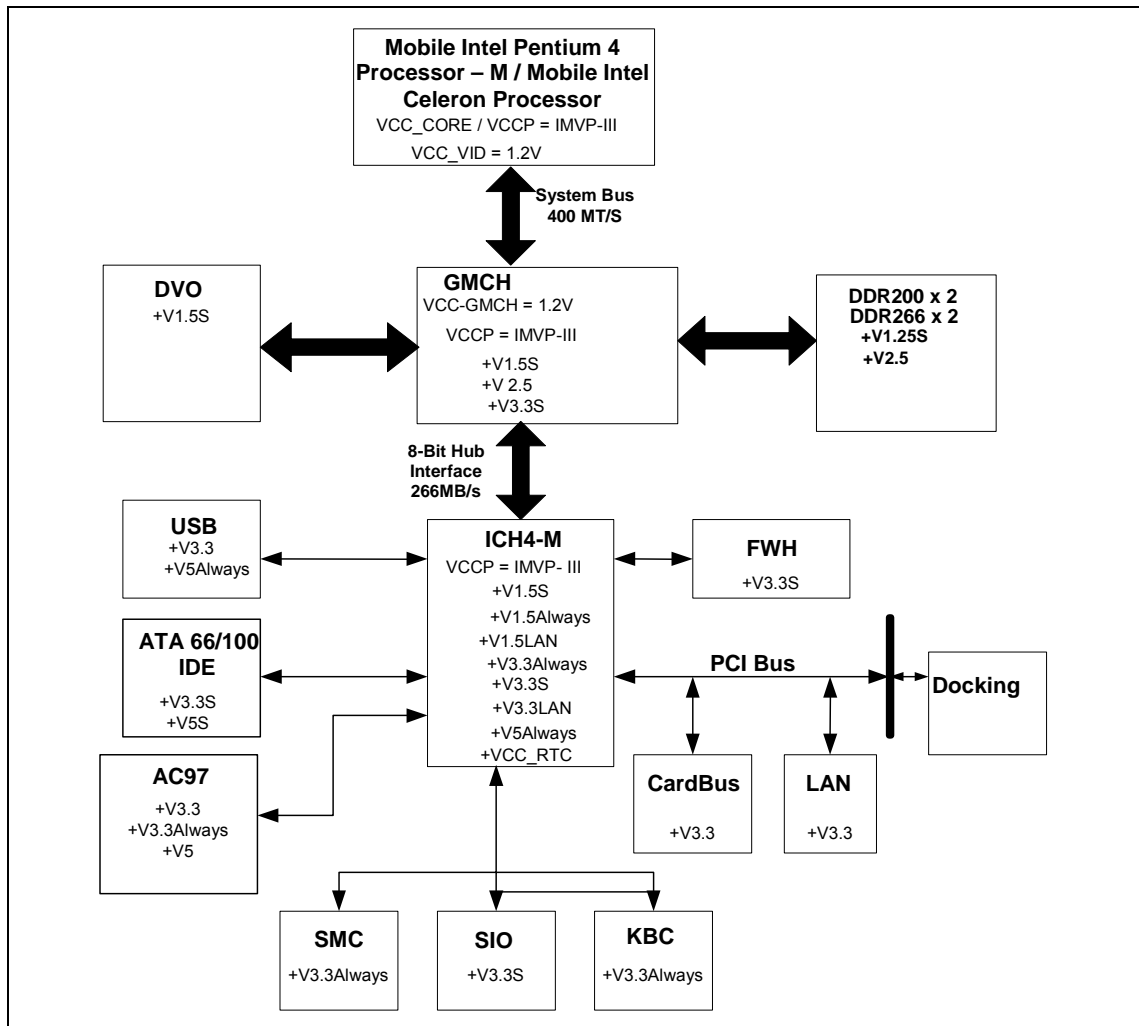 Mobile Intel Pentium 4
Processor – M / Mobile Intel
Celeron Processor
VCC_CORE / VCCP = IMVP-III
VCC_VID = 1.2V
System Bus
400 MT/S
DVO
+V1.5S
GMCH
VCC-GMCH = 1.2V
VCCP = IMVP-III
+V1.5S
+V 2.5
+V3.3S
DDR200 x 2
DDR266 x 2
+V1.25S
+V2.5
8-Bit Hub
Interface
266MB/s
USB
+V3.3
+V5Always
ICH4-M
VCCP = IMVP- III
+V1.5S
+V1.5Always
+V1.5LAN
+V3.3Always
+V3.3S
+V3.3LAN
+V5Always
+VCC_RTC
FWH
+V3.3S
ATA 66/100
IDE
+V3.3S
+V5S
PCI Bus
Docking
AC97
+V3.3
+V3.3Always
+V5
CardBus
+V3.3
LAN
+V3.3
SMC
+V3.3Always
SIO
+V3.3S
KBC
+V3.3Always